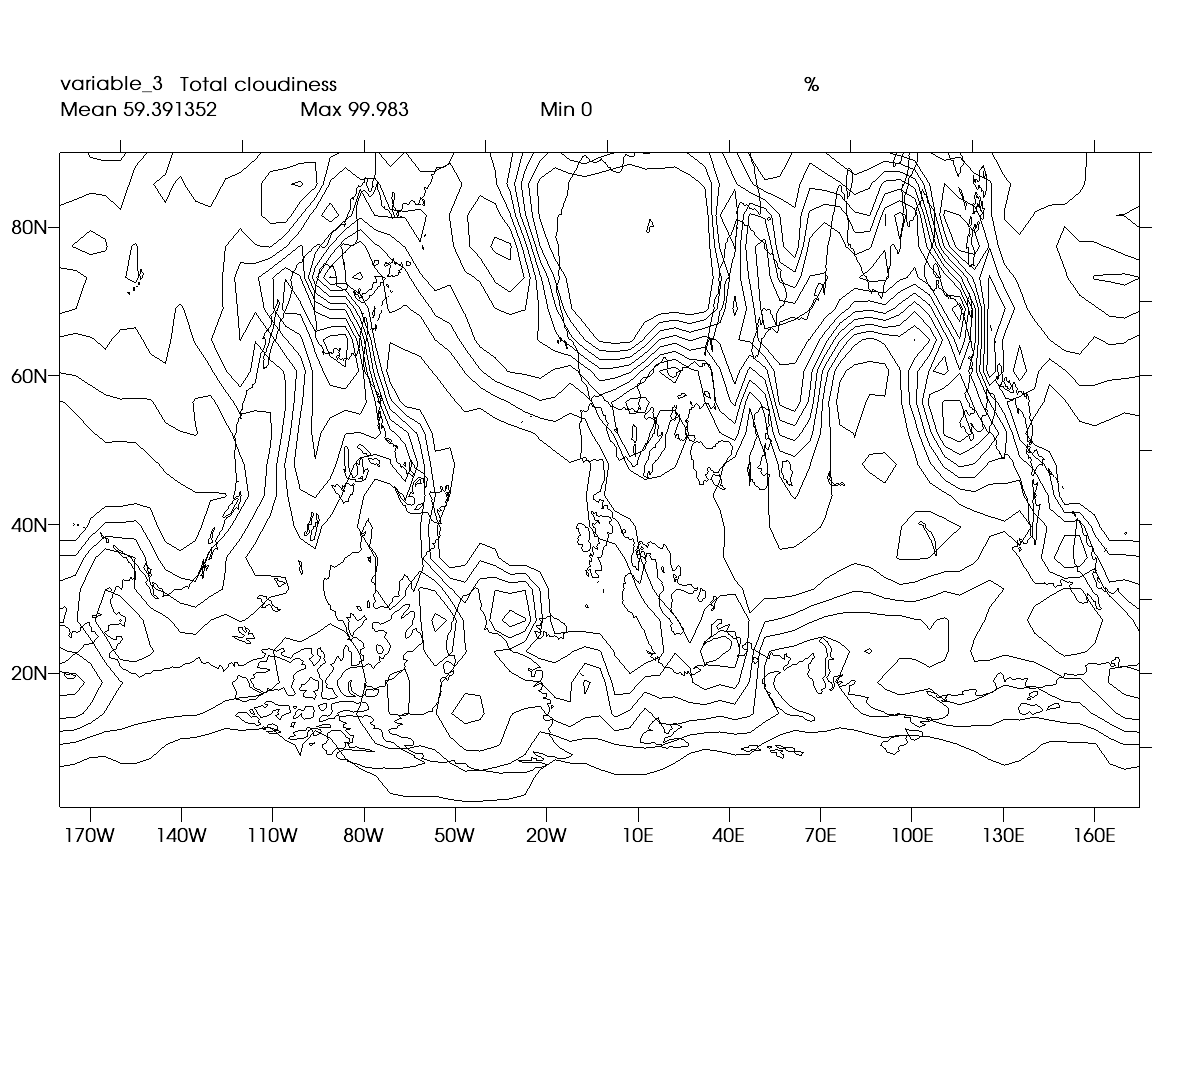 variable_3 Total cloudiness %
Mean 59.391352 Max 99.983 Min 0
80N
60N
40N
20N
170W 140W 110W 80W 50W 20W 10E 40E 70E 100E 130E 160E